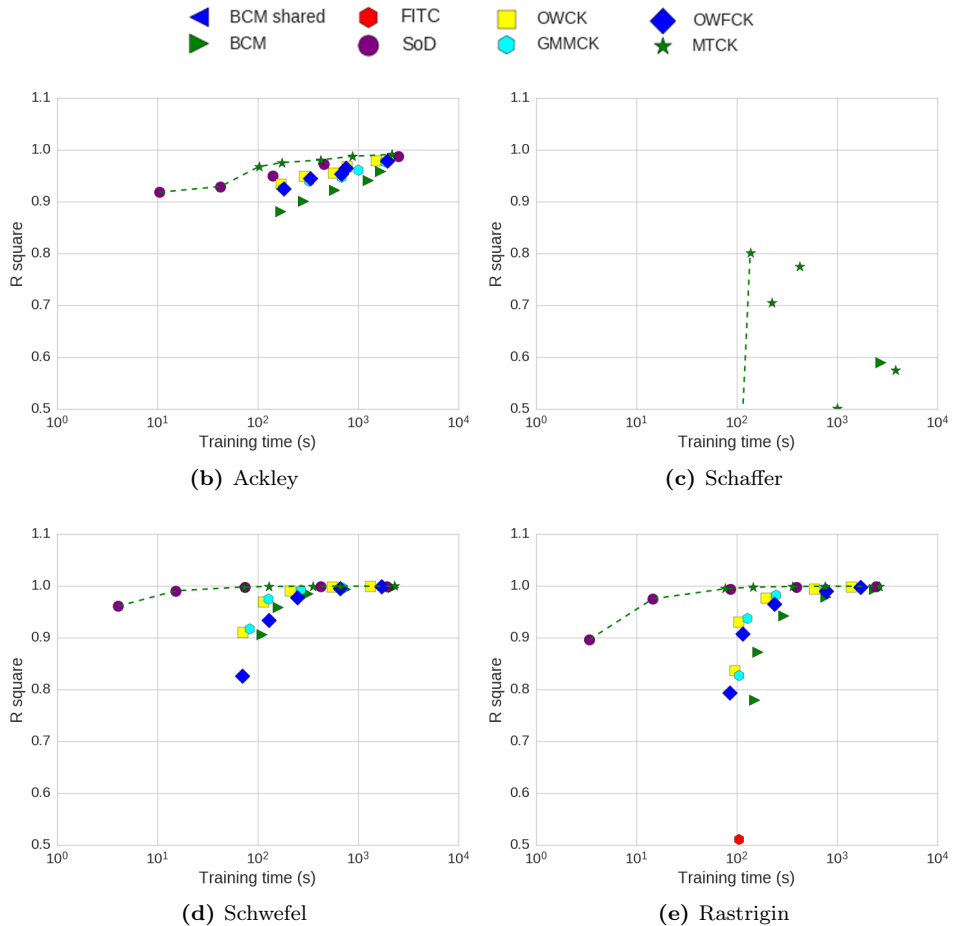 BCM shared FITC OWCK OWFCK
BCM SoD GMMCK MTCK
1.1
1.0
0.9
0.8
0.7
0.6
0.5
R square
10^0 10^1 10^2 10^3 10^4
Training time (s)
(b) Ackley
1.1
1.0
0.9
0.8
0.7
0.6
0.5
R square
10^0 10^1 10^2 10^3 10^4
Training time (s)
(c) Schaffer
1.1
1.0
0.9
0.8
0.7
0.6
0.5
R square
10^0 10^1 10^2 10^3 10^4
Training time (s)
(d) Schwefel
1.1
1.0
0.9
0.8
0.7
0.6
0.5
R square
10^0 10^1 10^2 10^3 10^4
Training time (s)
(e) Rastrigin